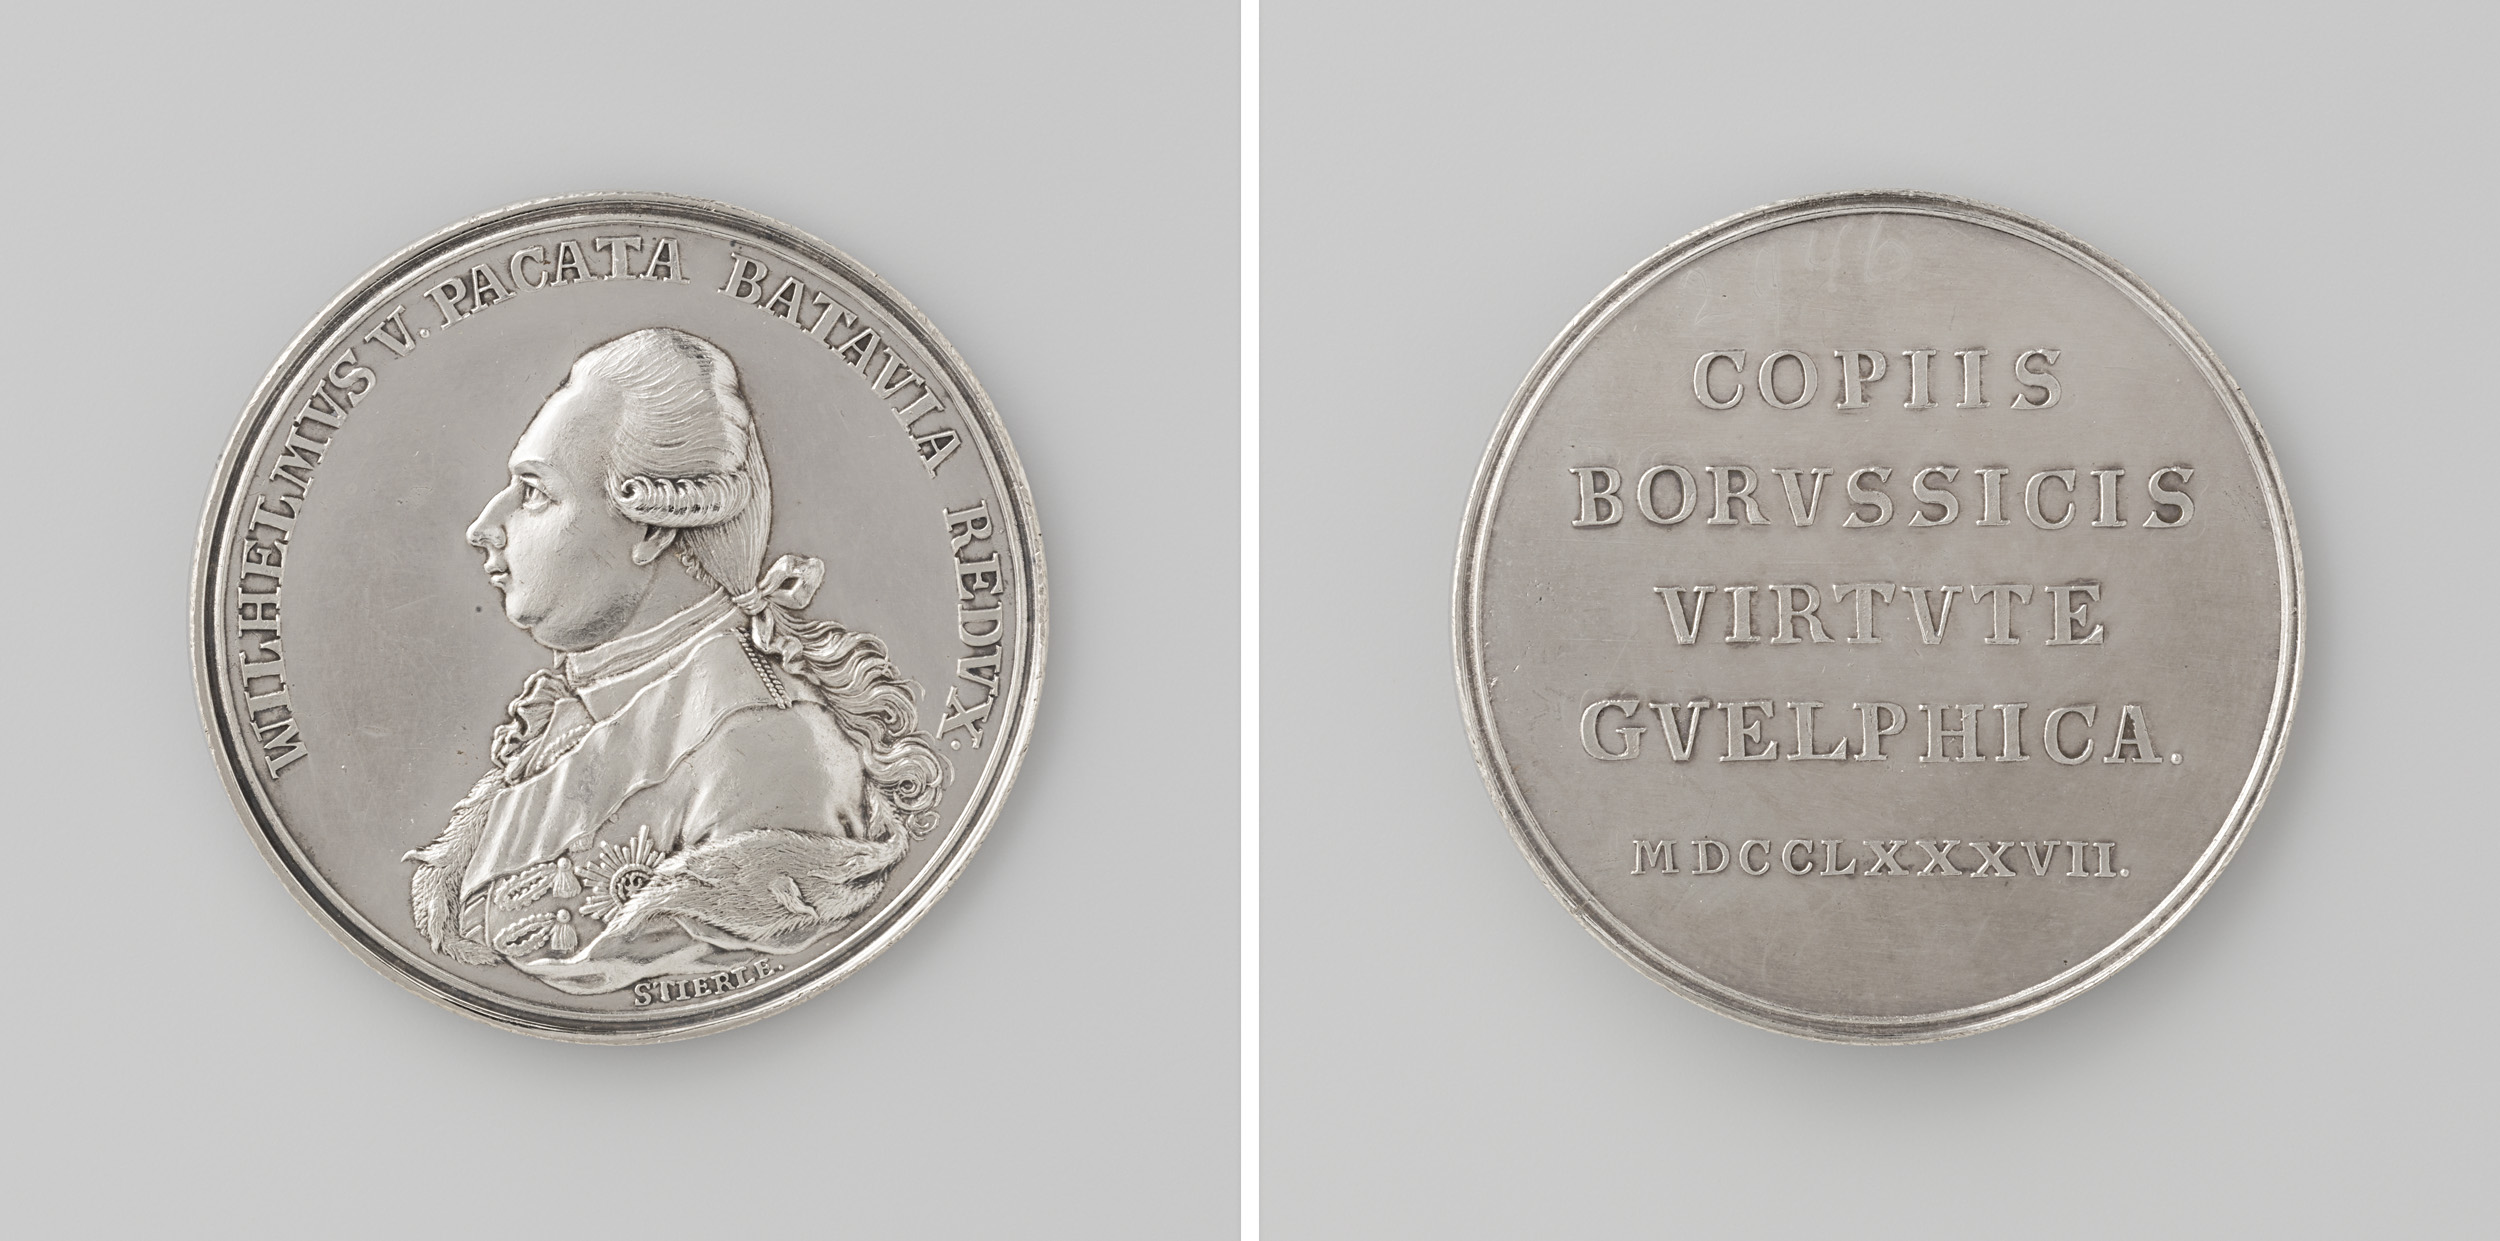 WILHELMVS V. PACATA BATAVIA REDVX.
STIERLE.
COPIIS
BORVSSICIS
VIRTVTE
GVELPHICA.
MDCCLXXXVII.